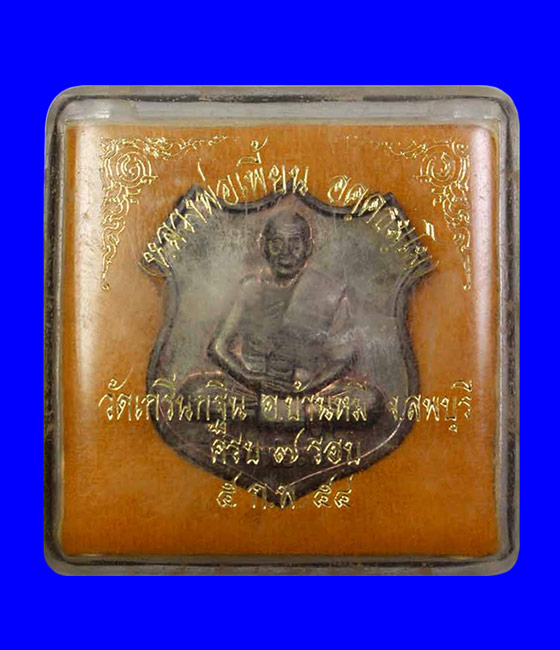 หลวงพ่อเพี้ยน อคฺคธมฺโม
วัดเกริ่นกฐิน อ.บ้านหมี่ จ.ลพบุรี
ครบ ๗ รอบ
๕ ก.พ. ๕๔